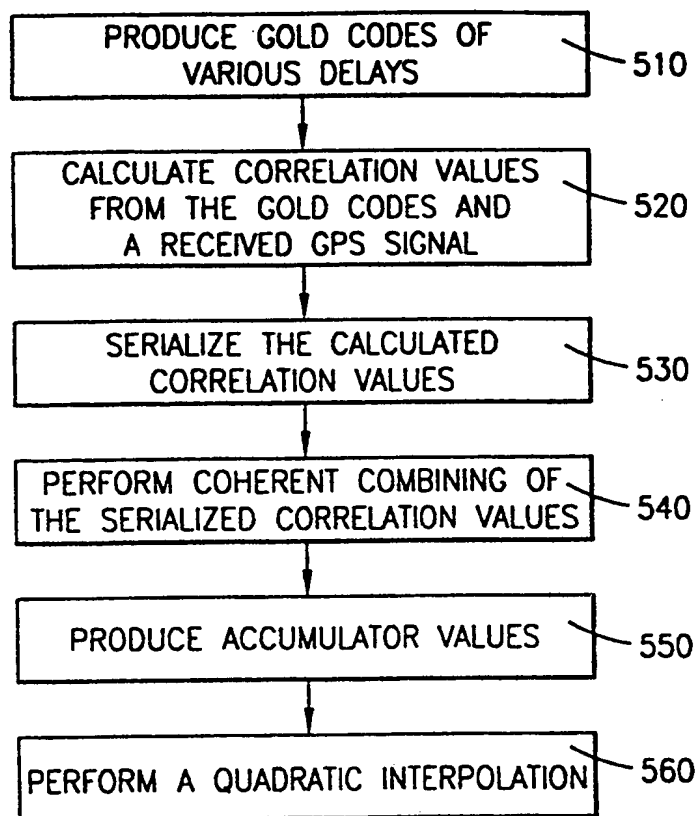 PRODUCE GOLD CODES OF
VARIOUS DELAYS
510
CALCULATE CORRELATION VALUES
FROM THE GOLD CODES AND
A RECEIVED GPS SIGNAL
520
SERIALIZE THE CALCULATED
CORRELATION VALUES
530
PERFORM COHERENT COMBINING OF
THE SERIALIZED CORRELATION VALUES
540
PRODUCE ACCUMULATOR VALUES
550
PERFORM A QUADRATIC INTERPOLATION
560